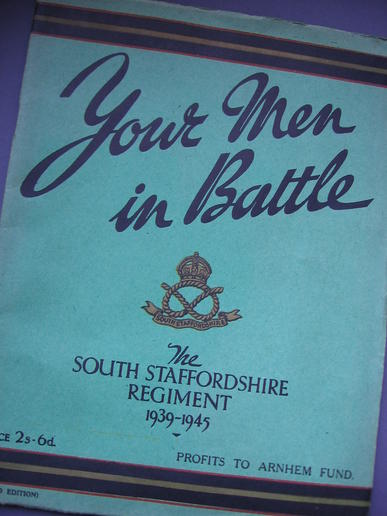 Your Men
in Battle
SOUTH STAFFORDSHIRE
The
SOUTH STAFFORDSHIRE
REGIMENT
1939-1945
2s-6d.
PROFITS TO ARNHEM FUND.
EDITION)